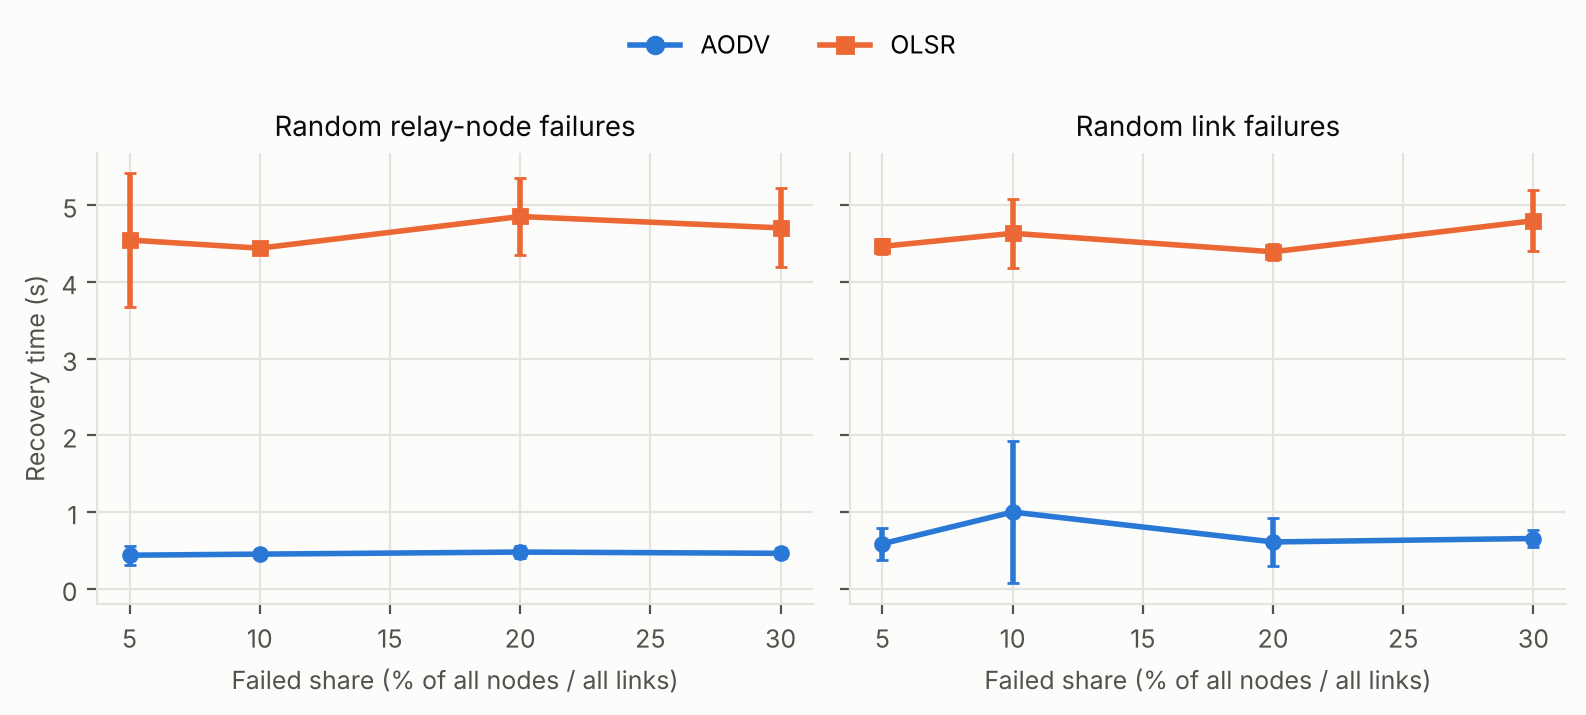 AODV OLSR
Random relay-node failures
Random link failures
Recovery time (s)
5
4
3
2
1
0
5 10 15 20 25 30
5 10 15 20 25 30
Failed share (% of all nodes / all links)
Failed share (% of all nodes / all links)